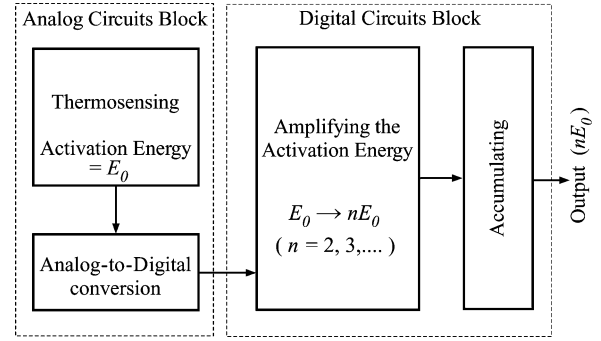 Analog Circuits Block
Thermosensing
Activation Energy
= E₀
Analog-to-Digital
conversion
Digital Circuits Block
Amplifying the
Activation Energy
E₀ → nE₀
( n = 2, 3,.... )
Accumulating
Output (nE₀)